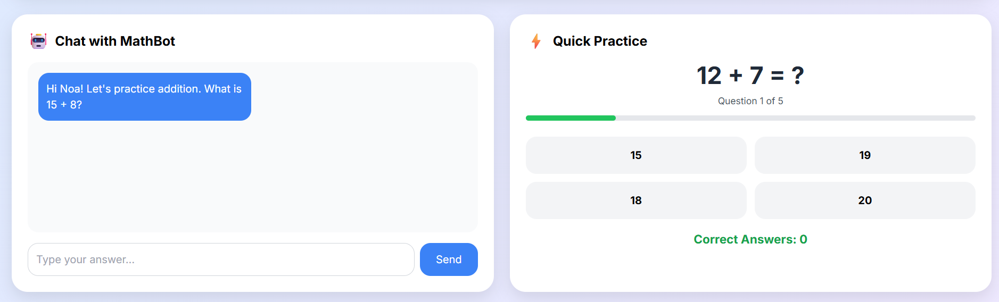 Chat with MathBot
Hi Noa! Let's practice addition. What is
15 + 8?
Type your answer...
Send
Quick Practice
12 + 7 = ?
Question 1 of 5
15
19
18
20
Correct Answers: 0